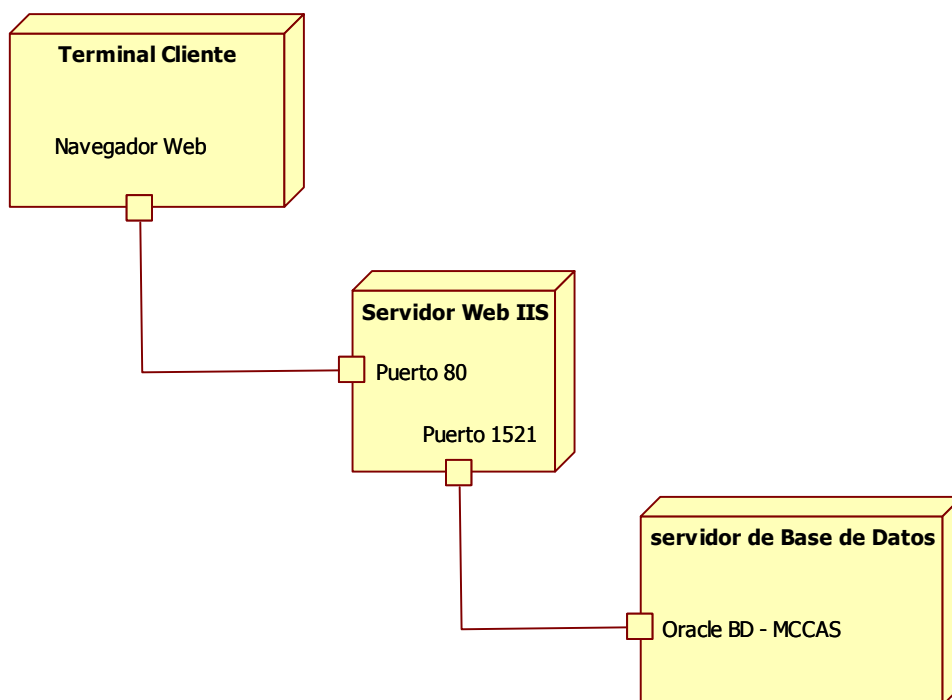 Terminal Cliente
Navegador Web
Servidor Web IIS
Puerto 80
Puerto 1521
servidor de Base de Datos
Oracle BD - MCCAS